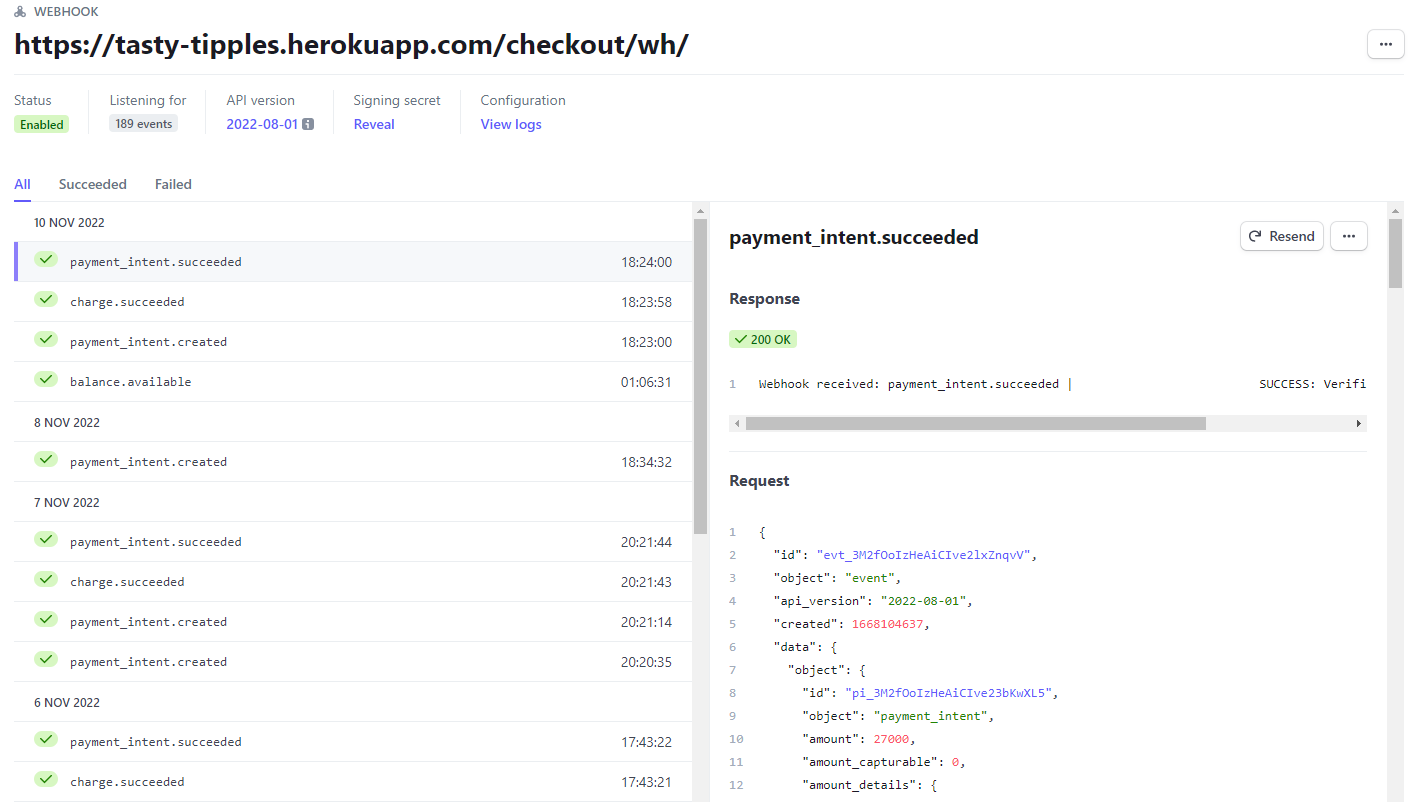 WEBHOOK
https://tasty-tipples.herokuapp.com/checkout/wh/
Status
Listening for
API version
Signing secret
Configuration
Enabled
189 events
2022-08-01
Reveal
View logs
All
Succeeded
Failed
10 NOV 2022
payment_intent.succeeded 18:24:00
charge.succeeded 18:23:58
payment_intent.created 18:23:00
balance.available 01:06:31
8 NOV 2022
payment_intent.created 18:34:32
7 NOV 2022
payment_intent.succeeded 20:21:44
charge.succeeded 20:21:43
payment_intent.created 20:21:14
payment_intent.created 20:20:35
6 NOV 2022
payment_intent.succeeded 17:43:22
charge.succeeded 17:43:21
payment_intent.succeeded
Resend
Response
200 OK
1 Webhook received: payment_intent.succeeded | SUCCESS: Verifi
Request
1 {
2 "id": "evt_3M2fOoIzHeAiCIve2lxZnqvV",
3 "object": "event",
4 "api_version": "2022-08-01",
5 "created": 1668104637,
6 "data": {
7 "object": {
8 "id": "pi_3M2fOoIzHeAiCIve23bKwXL5",
9 "object": "payment_intent",
10 "amount": 27000,
11 "amount_capturable": 0,
12 "amount_details": {